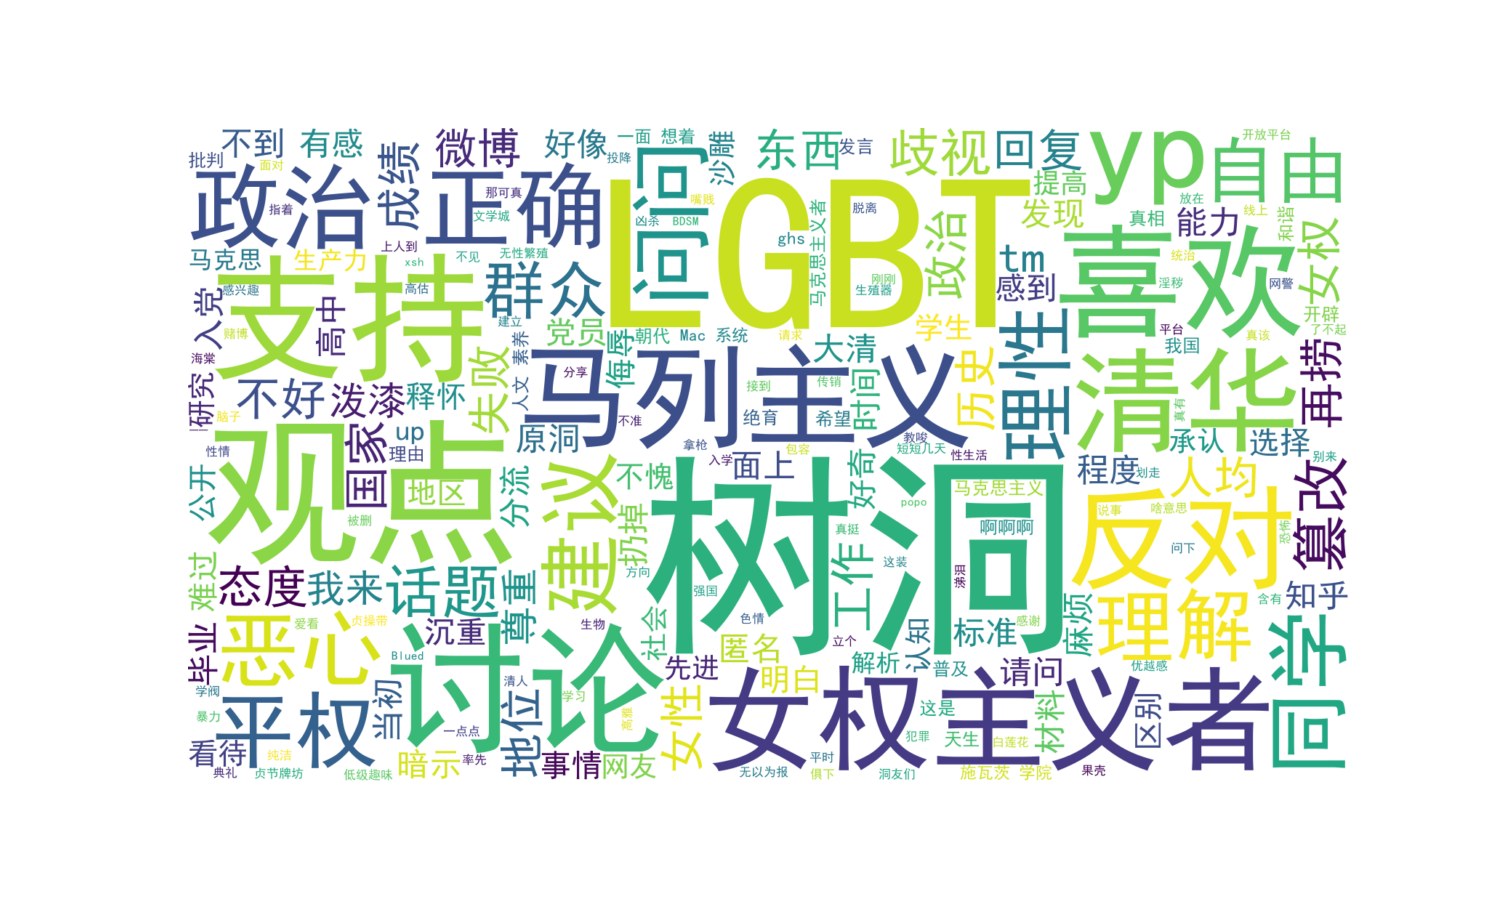 不到
有感
成绩
微博
好像
一面
想着
沙雕
东西
发言
歧视
回复
yp
开放平台
自由
批判
面对
投降
政治
正确
问问
LGBT
那可真
指着
文学城
嘴贱
凶杀
BDSM
马克思主义者
脱离
ghs
提高
发现
真相
能力
放在
线上
和谐
女权
马克思
生产力
上人到
xsh
不见
无性繁殖
群众
政治
tm
喜欢
统治
感兴趣
支持
高估
感到
刚刚
生殖器
淫秽
网警
入党
高中
建立
党员
侮辱
朝代
Mac
系统
请求
大清
学生
理性
平台
我国
开辟
了不起
真该
赌博
素养
失败
海棠
人文
马列主义
分享
接到
传销
时间
历史
清华
再捞
研究
不好
泼漆
释怀
脑子
不准
绝育
希望
真有
up
原洞
教唆
承认
选择
性情
国家
理由
拿枪
包容
短短几天
别来
观点
公开
地区
分流
建议
不愧
入学
面上
好奇
性生活
程度
划走
人均
篡改
马克思主义
popo
反对
说事
啥意思
被删
扔掉
树洞
真挺
啊啊啊
恐怖
问下
难过
态度
我来
话题
尊重
方向
强国
工作
这装
沸泪
麻烦
理解
含有
知乎
同学
毕业
恶心
爱看
贞操带
沉重
生物
社会
色情
匿名
立个
认知
标准
感谢
Blued
讨论
先进
解析
普及
请问
优越感
学阀
暴力
平权
当初
清人
学习
地位
高雅
女性
明白
女权主义者
这是
材料
区别
看待
纯洁
一点点
犯罪
天生
白莲花
典礼
贞节牌坊
低级趣味
暗示
率先
事情
网友
无以为报
平时
惧下
洞友们
施瓦茨
学院
果壳